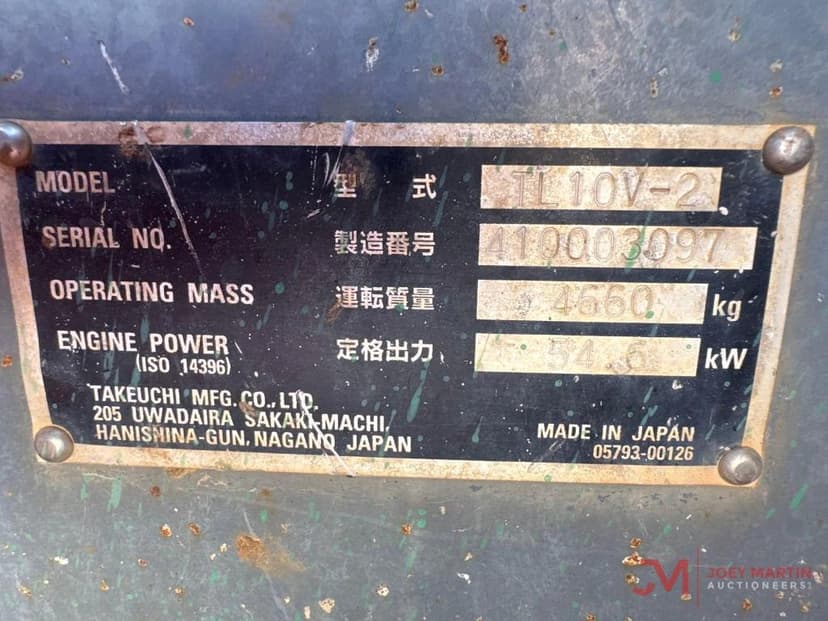 MODEL 型 式 TL10V-2
SERIAL NO. 製造番号 410003097
OPERATING MASS 運転質量 4660 kg
ENGINE POWER 定格出力 54.6 kW
(ISO 14396)
TAKEUCHI MFG.CO.,LTD.
205 UWADAIRA SAKAKI-MACHI,
HANISHINA-GUN, NAGANO JAPAN
MADE IN JAPAN
05793-00126
JM JOEY MARTIN
AUCTIONEERS LLC